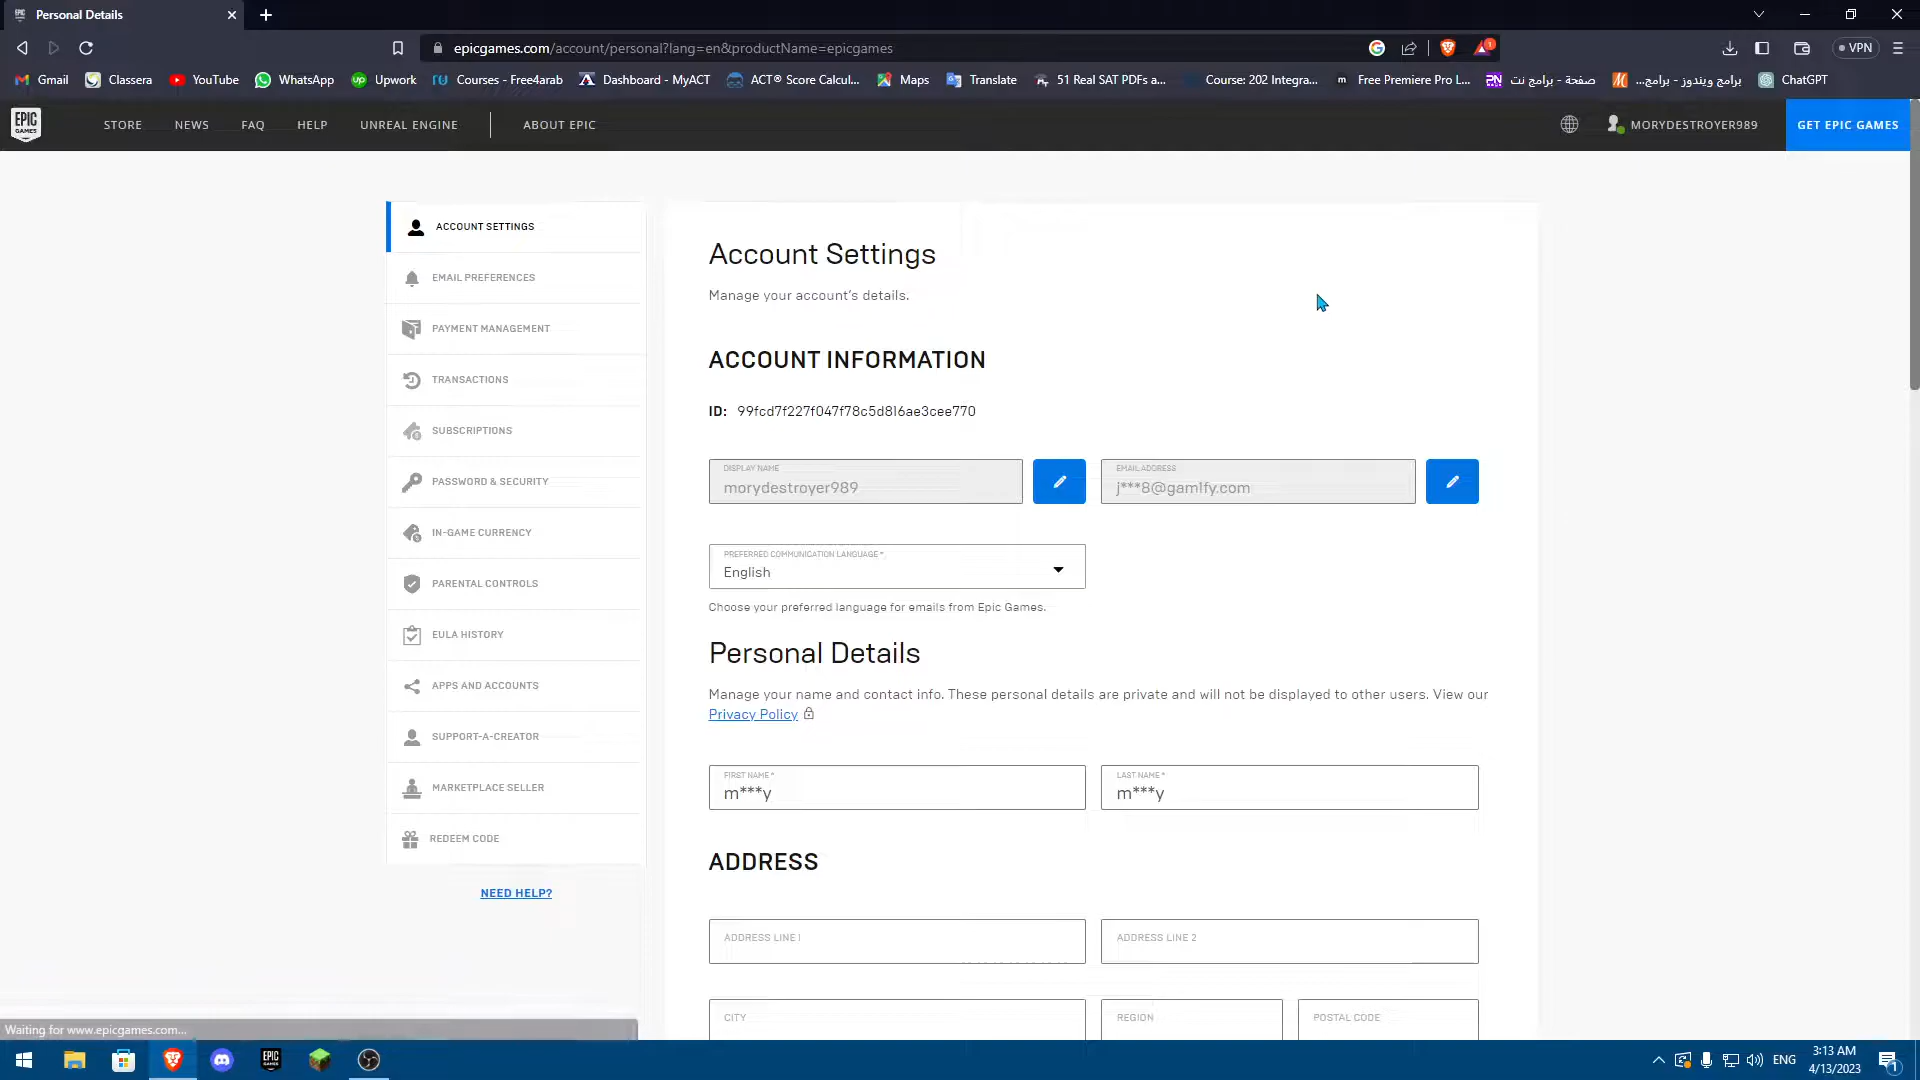 Personal Details
epicgames.com/account/personal?lang=en&productName=epicgames
1
VPN
Gmail
Classera
YouTube
WhatsApp
Upwork
Courses - Free4arab
Dashboard - MyACT
ACT® Score Calcul...
Maps
Translate
51 Real SAT PDFs a...
Course: 202 Integra...
Free Premiere Pro L...
صفحة - برامج نت
برامج ويندوز - برامج...
ChatGPT
EPIC GAMES
STORE
NEWS
FAQ
HELP
UNREAL ENGINE
ABOUT EPIC
MORYDESTROYER989
GET EPIC GAMES
ACCOUNT SETTINGS
EMAIL PREFERENCES
PAYMENT MANAGEMENT
TRANSACTIONS
SUBSCRIPTIONS
PASSWORD & SECURITY
IN-GAME CURRENCY
PARENTAL CONTROLS
EULA HISTORY
APPS AND ACCOUNTS
SUPPORT-A-CREATOR
MARKETPLACE SELLER
REDEEM CODE
NEED HELP?
Account Settings
Manage your account's details.
ACCOUNT INFORMATION
ID: 99fcd7f227f047f78c5d816ae3cee770
DISPLAY NAME
morydestroyer989
EMAIL ADDRESS
j***8@gam1fy.com
PREFERRED COMMUNICATION LANGUAGE *
English
Choose your preferred language for emails from Epic Games.
Personal Details
Manage your name and contact info. These personal details are private and will not be displayed to other users. View our
Privacy Policy
FIRST NAME *
m***y
LAST NAME *
m***y
ADDRESS
ADDRESS LINE 1
ADDRESS LINE 2
CITY
REGION
POSTAL CODE
Waiting for www.epicgames.com...
ENG
3:13 AM
4/13/2023
1